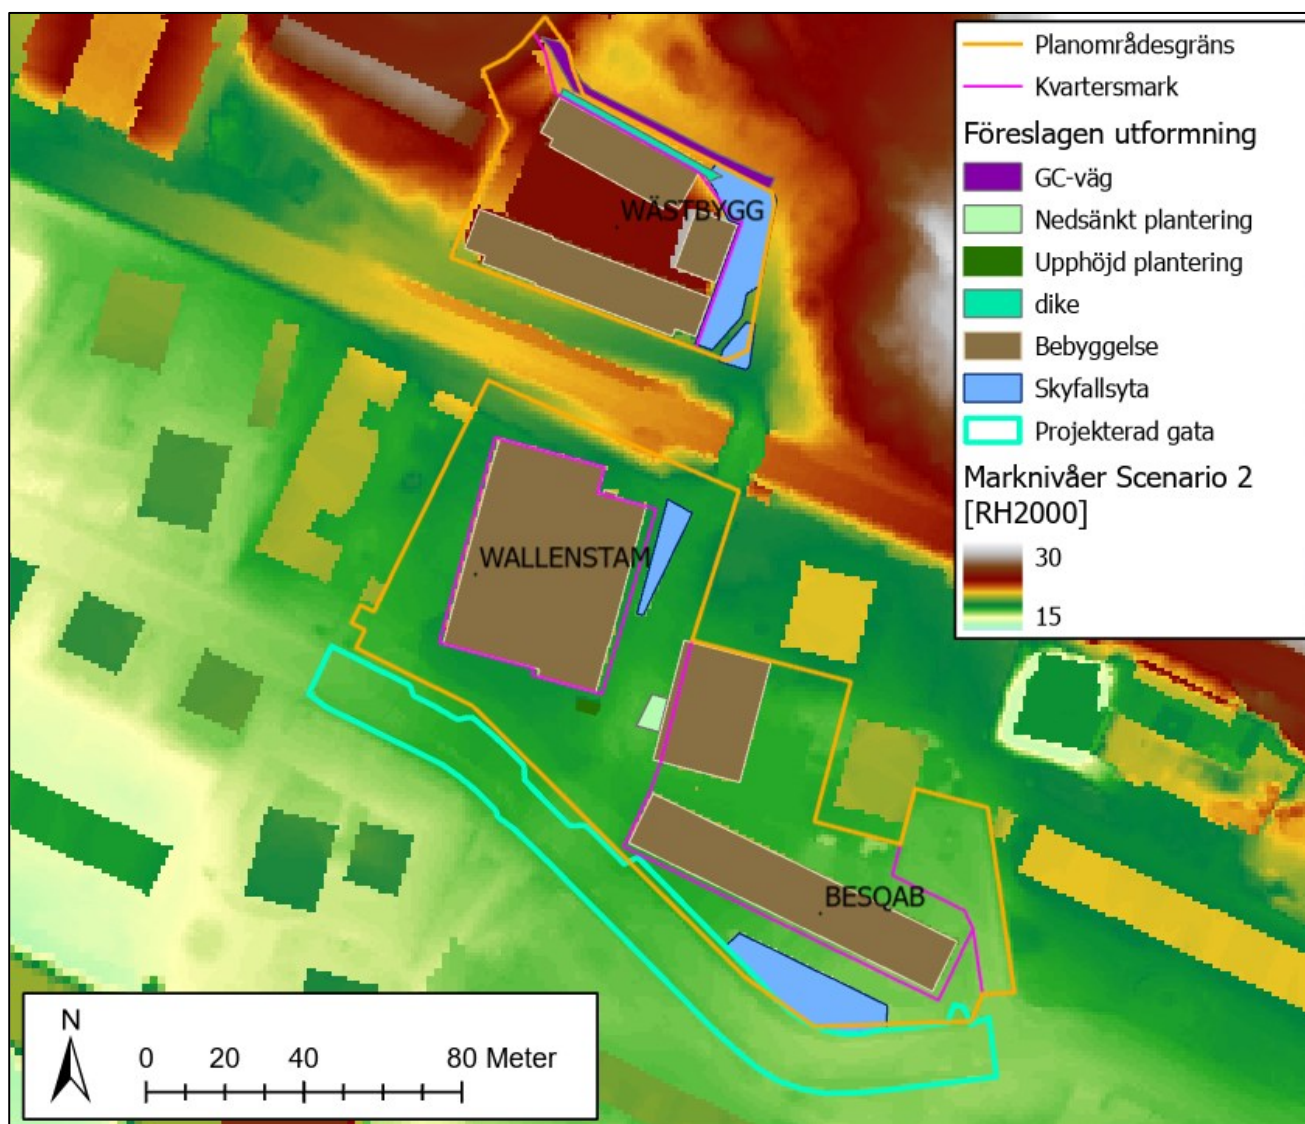 Planområdesgräns
Kvartersmark
Föreslagen utformning
GC-väg
Nedsänkt plantering
Upphöjd plantering
dike
Bebyggelse
Skyfallsyta
Projekterad gata
Marknivåer Scenario 2
[RH2000]
30
15
WÄSTBYGG
WALLENSTAM
BESQAB
N
0 20 40 80 Meter